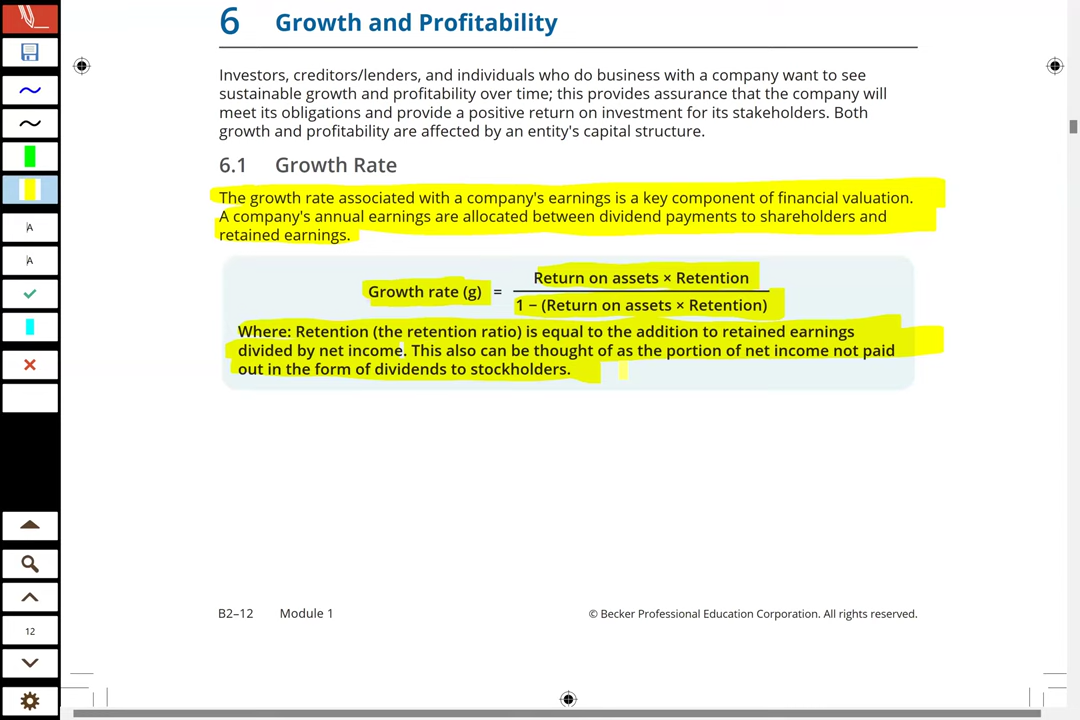 6 Growth and Profitability
Investors, creditors/lenders, and individuals who do business with a company want to see
sustainable growth and profitability over time; this provides assurance that the company will
meet its obligations and provide a positive return on investment for its stakeholders. Both
growth and profitability are affected by an entity's capital structure.
6.1 Growth Rate
The growth rate associated with a company's earnings is a key component of financial valuation.
A company's annual earnings are allocated between dividend payments to shareholders and
retained earnings.
Return on assets × Retention
Growth rate (g) =
1 − (Return on assets × Retention)
Where: Retention (the retention ratio) is equal to the addition to retained earnings
divided by net income. This also can be thought of as the portion of net income not paid
out in the form of dividends to stockholders.
A
A
12
B2–12 Module 1 © Becker Professional Education Corporation. All rights reserved.